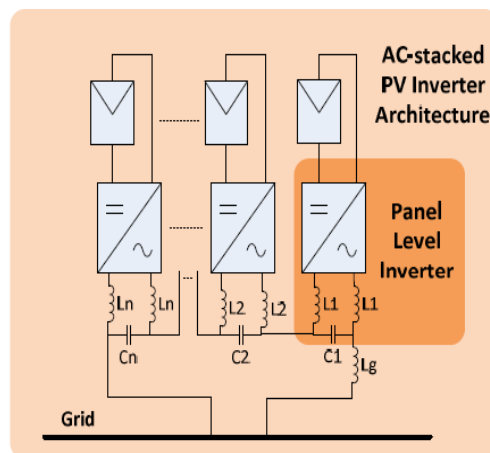 AC-stacked
PV Inverter
Architecture
Panel
Level
Inverter
Ln Ln L2 L2 L1 L1
Cn C2 C1 Lg
Grid